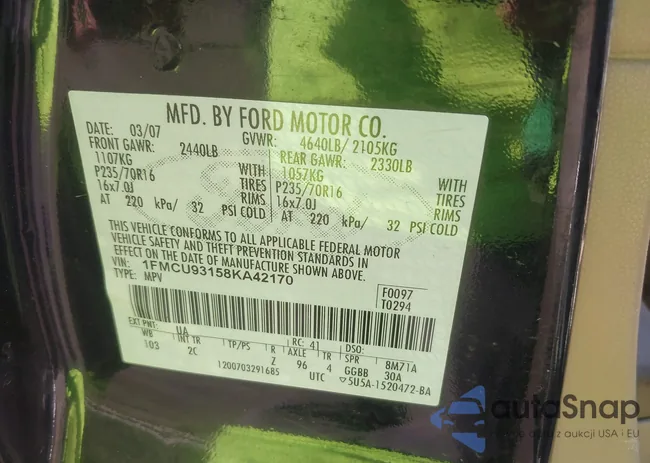 MFD. BY FORD MOTOR CO.
DATE: 03/07 GVWR: 4640LB/ 2105KG
FRONT GAWR: 2440LB REAR GAWR: 2330LB
1107KG WITH 1057KG WITH
P235/70R16 TIRES P235/70R16 TIRES
16x7.0J RIMS 16x7.0J RIMS
AT 220 kPa/ 32 PSI COLD AT 220 kPa/ 32 PSI COLD
THIS VEHICLE CONFORMS TO ALL APPLICABLE FEDERAL MOTOR
VEHICLE SAFETY AND THEFT PREVENTION STANDARDS IN
EFFECT ON THE DATE OF MANUFACTURE SHOWN ABOVE.
VIN: 1FMCU93158KA42170
TYPE: MPV
F0097
T0294
EXT PNT: UA RC: 41 DSO:
WB INT TR TP/PS R AXLE TR SPR 8M71A
103 2C Z 96 4 GGBB 30A
1200703291685 UTC ▽5U5A-1520472-BA
autoSnap
auta z aukcji USA i EU